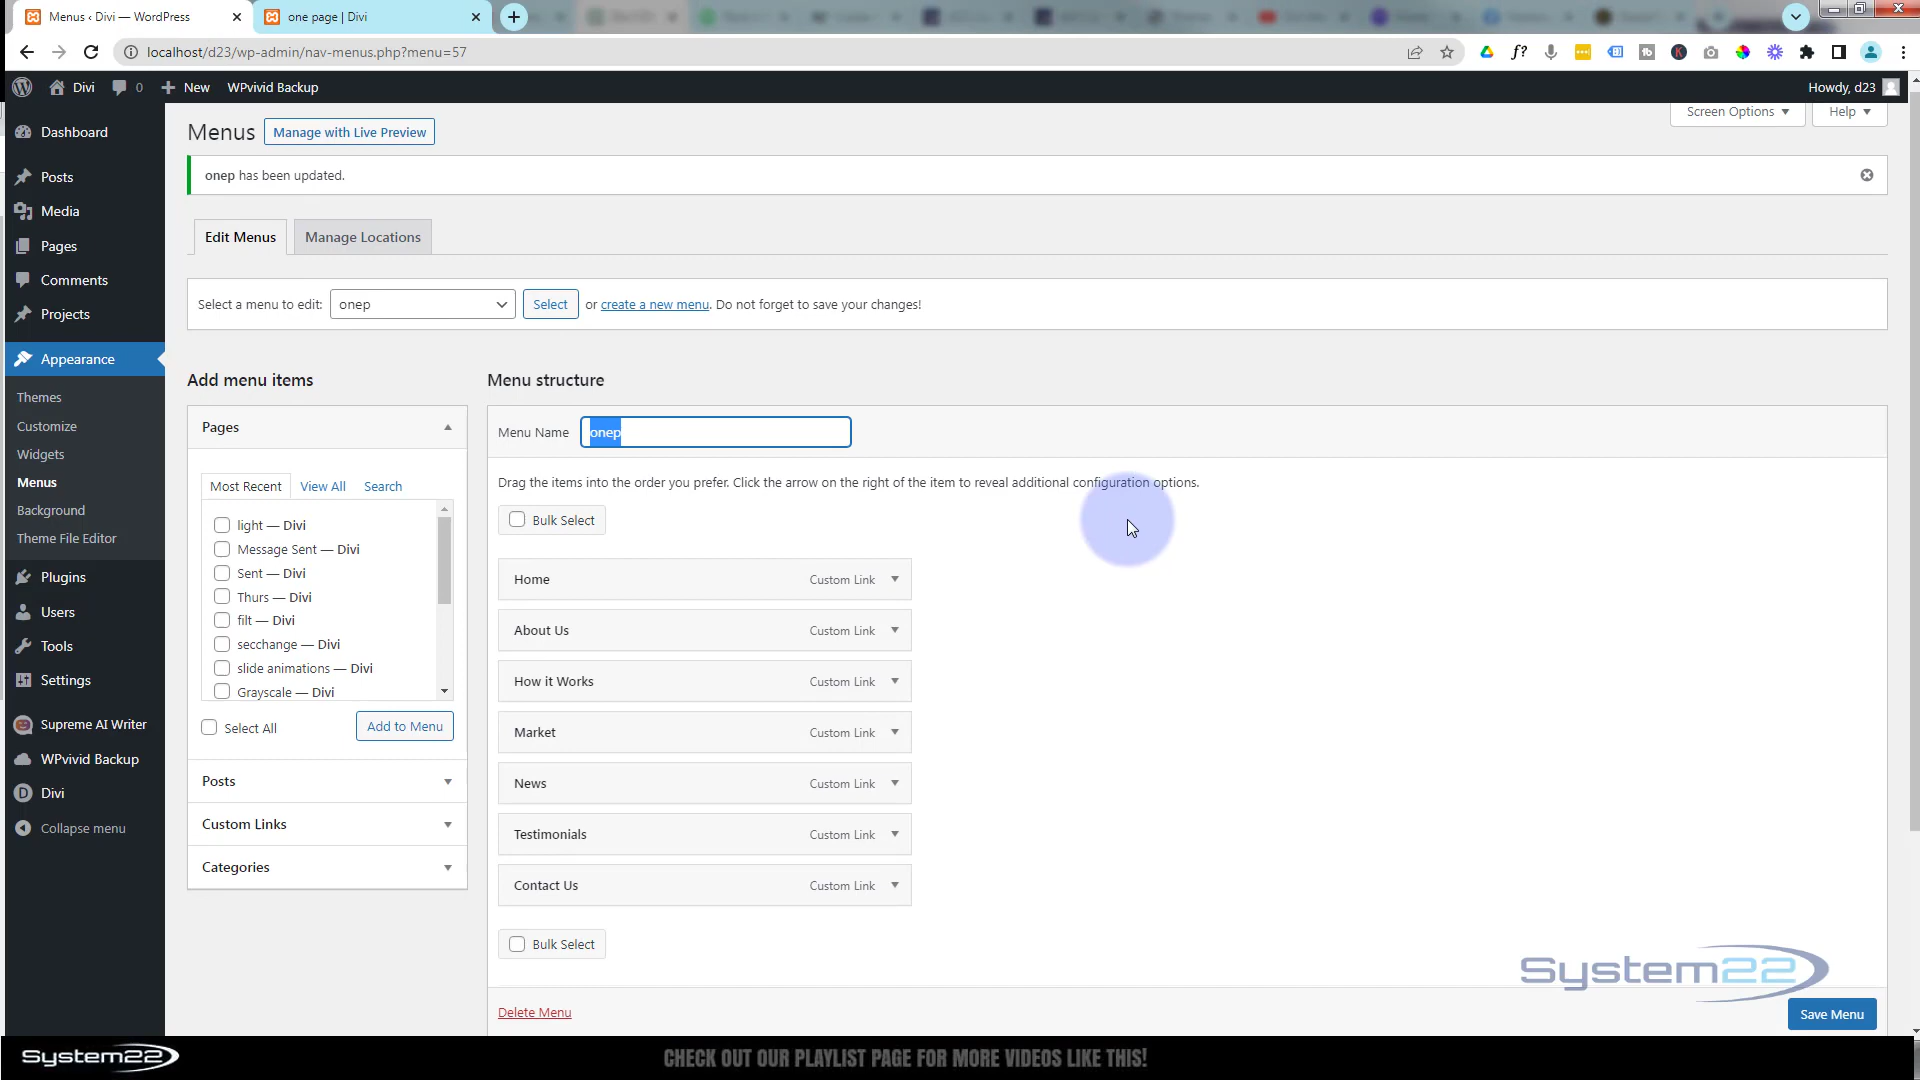 Menus ‹ Divi — WordPress
one page | Divi
localhost/d23/wp-admin/nav-menus.php?menu=57
Divi
0
New
WPvivid Backup
Howdy, d23
Dashboard
Posts
Media
Pages
Comments
Projects
Appearance
Themes
Customize
Widgets
Menus
Background
Theme File Editor
Plugins
Users
Tools
Settings
Supreme AI Writer
WPvivid Backup
Divi
Collapse menu
Menus
Manage with Live Preview
Screen Options
Help
onep has been updated.
Edit Menus
Manage Locations
Select a menu to edit: onep Select or create a new menu. Do not forget to save your changes!
Add menu items
Pages
Most Recent
View All
Search
light — Divi
Message Sent — Divi
Sent — Divi
Thurs — Divi
filt — Divi
secchange — Divi
slide animations — Divi
Grayscale — Divi
Select All
Add to Menu
Posts
Custom Links
Categories
Menu structure
Menu Name onep
Drag the items into the order you prefer. Click the arrow on the right of the item to reveal additional configuration options.
Bulk Select
Home Custom Link
About Us Custom Link
How it Works Custom Link
Market Custom Link
News Custom Link
Testimonials Custom Link
Contact Us Custom Link
Bulk Select
System22
Delete Menu
Save Menu
System22
CHECK OUT OUR PLAYLIST PAGE FOR MORE VIDEOS LIKE THIS!